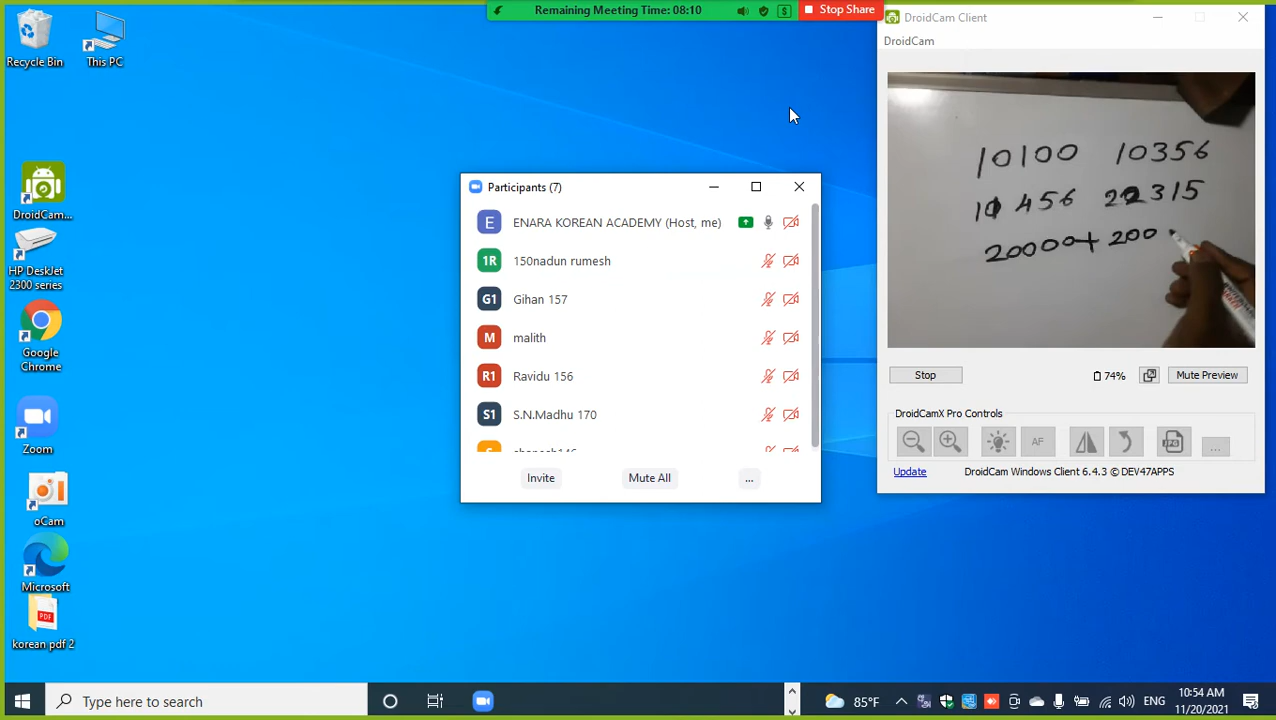 Remaining Meeting Time: 08:10
Stop Share
Recycle Bin
This PC
DroidCam...
HP DeskJet
2300 series
Google
Chrome
Zoom
oCam
Microsoft
korean pdf 2
Participants (7)
E ENARA KOREAN ACADEMY (Host, me)
1R 150nadun rumesh
G1 Gihan 157
M malith
R1 Ravidu 156
S1 S.N.Madhu 170
Invite
Mute All
...
DroidCam Client
DroidCam
10100 10356
456 22315
20000+ 200
Stop
74%
Mute Preview
DroidCamX Pro Controls
AF
JPG
...
Update
DroidCam Windows Client 6.4.3 © DEV47APPS
Type here to search
85°F
ENG
10:54 AM
11/20/2021